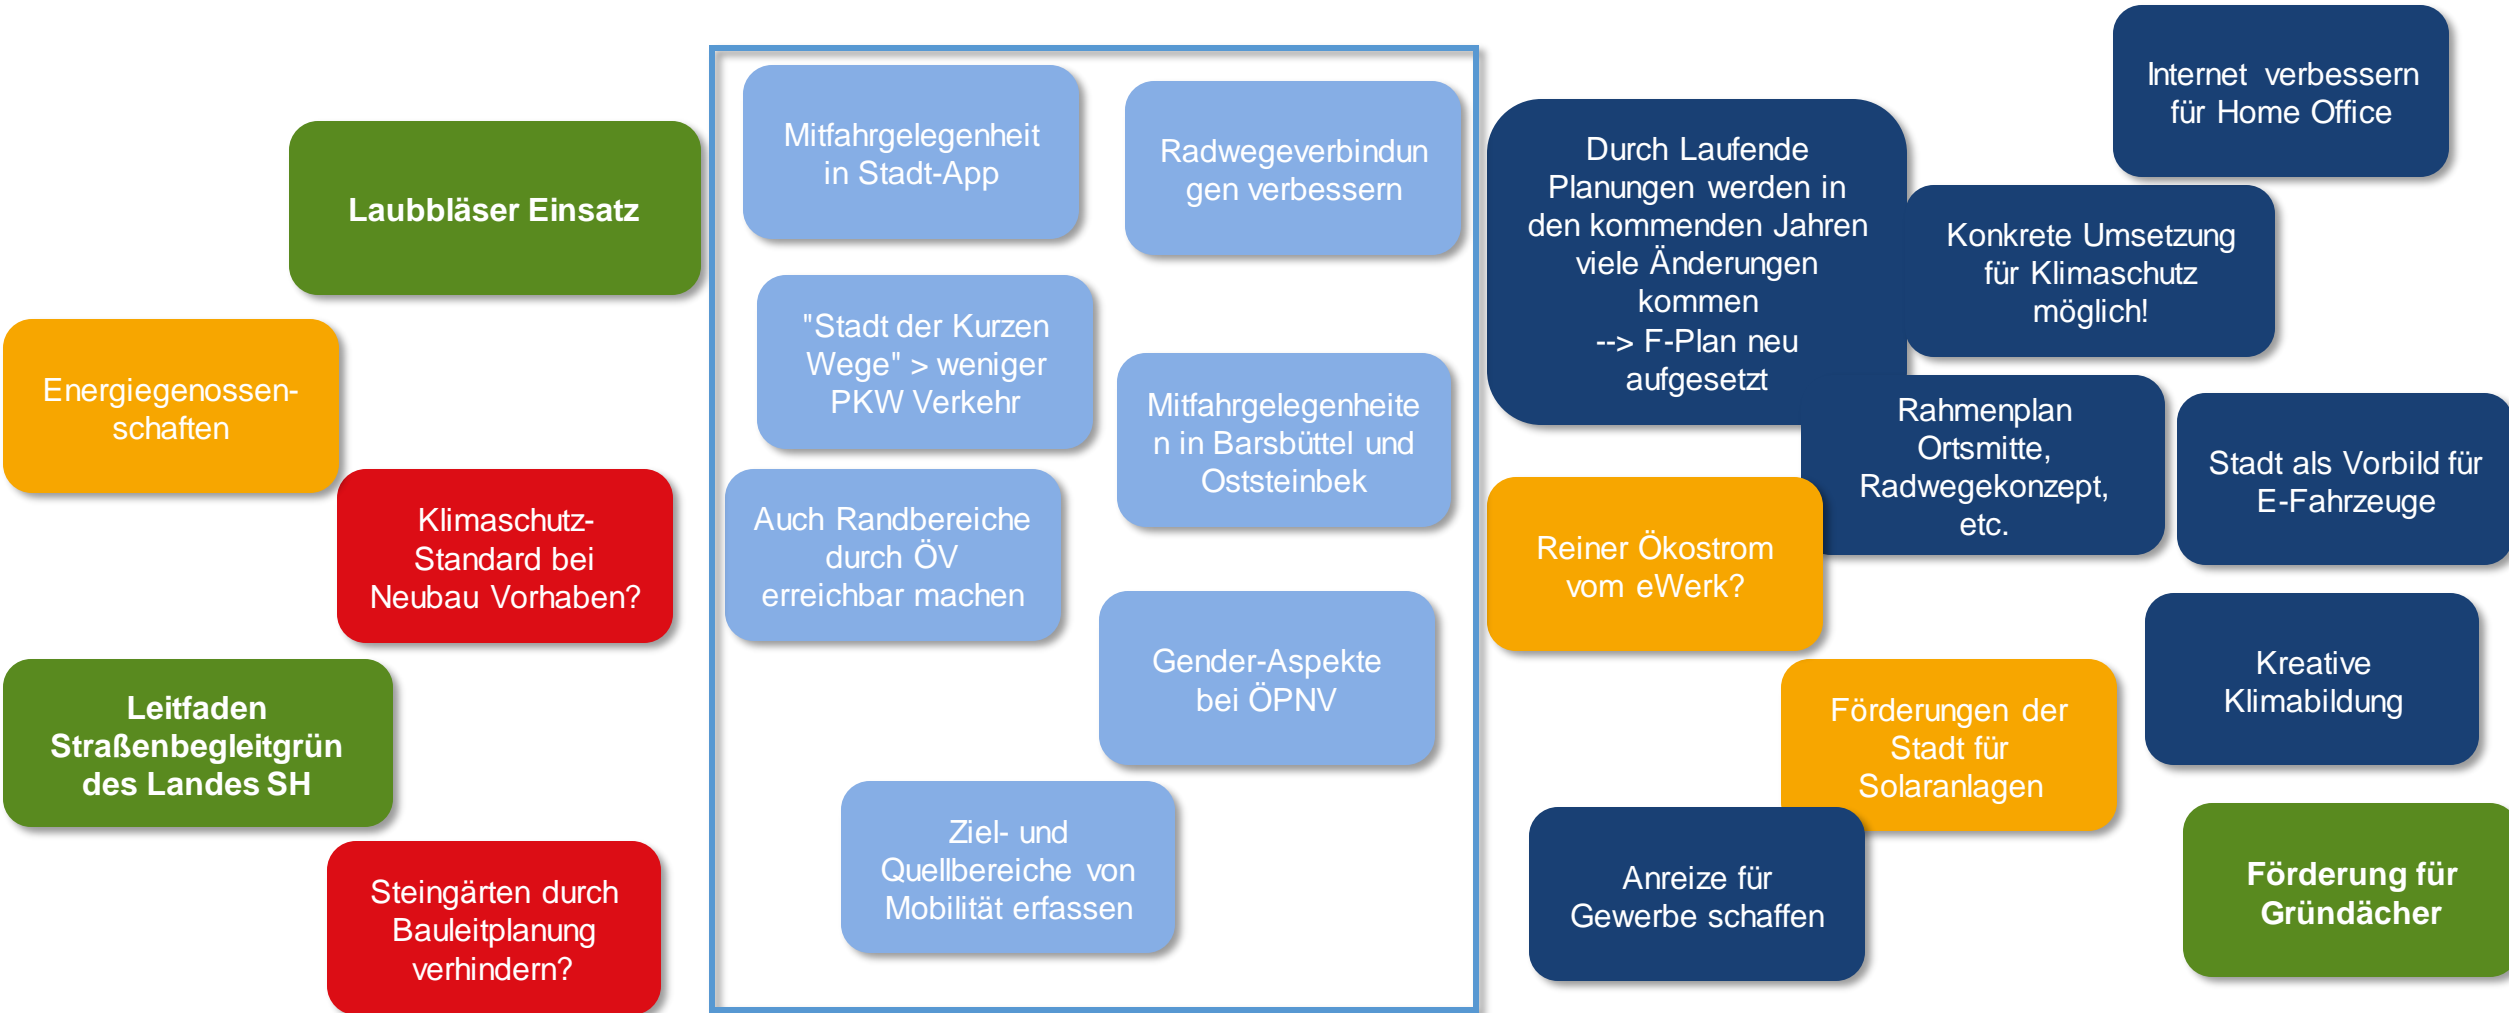 Laubbläser Einsatz
Energiegenossen-
schaften
Klimaschutz-
Standard bei
Neubau Vorhaben?
Leitfaden
Straßenbegleitgrün
des Landes SH
Steingärten durch
Bauleitplanung
verhindern?
Mitfahrgelegenheit
in Stadt-App
Radwegeverbindun
gen verbessern
"Stadt der Kurzen
Wege" > weniger
PKW Verkehr
Mitfahrgelegenheite
n in Barsbüttel und
Oststeinbek
Auch Randbereiche
durch ÖV
erreichbar machen
Gender-Aspekte
bei ÖPNV
Ziel- und
Quellbereiche von
Mobilität erfassen
Internet verbessern
für Home Office
Durch Laufende
Planungen werden in
den kommenden Jahren
viele Änderungen
kommen
--> F-Plan neu
aufgesetzt
Konkrete Umsetzung
für Klimaschutz
möglich!
Rahmenplan
Ortsmitte,
Radwegekonzept,
etc.
Stadt als Vorbild für
E-Fahrzeuge
Reiner Ökostrom
vom eWerk?
Kreative
Klimabildung
Förderungen der
Stadt für
Solaranlagen
Anreize für
Gewerbe schaffen
Förderung für
Gründächer